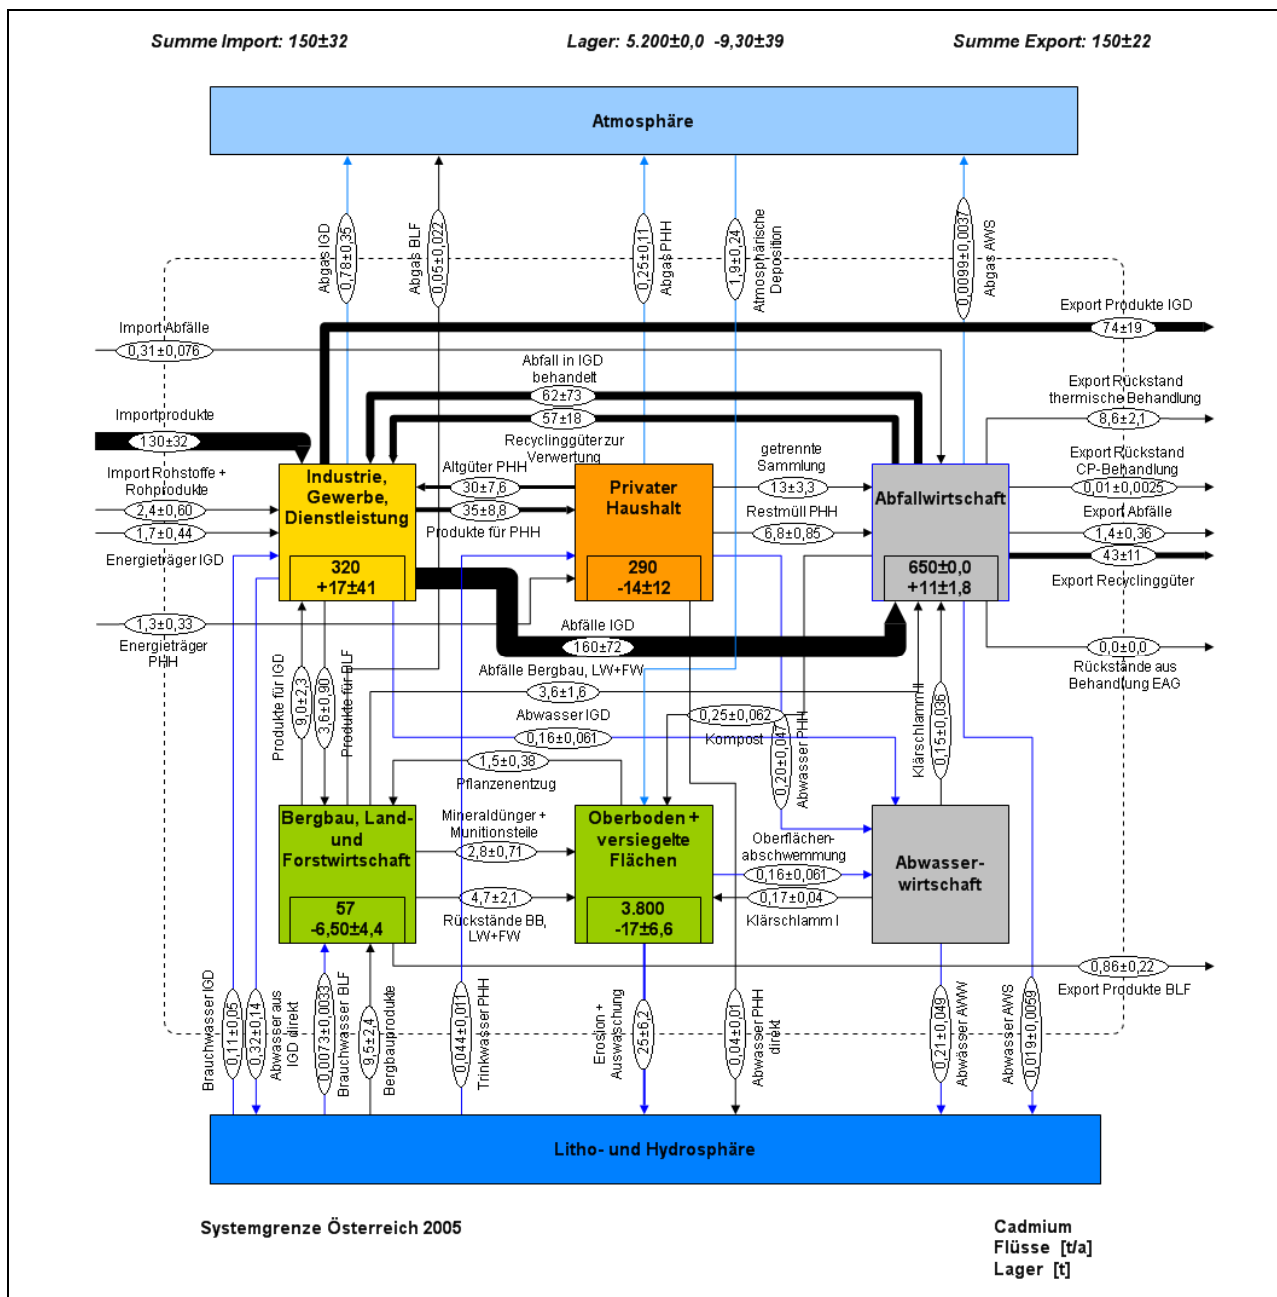 Summe Import: 150±32
Lager: 5.200±0,0 -9,30±39
Summe Export: 150±22
Atmosphäre
Abgas IGD
0,78±0,35
Abgas BLF
0,05±0,022
0,25±0,11
Abgas PHH
1,9±0,24
Atmosphärische
Deposition
0,0099±0,0037
Abgas AWS
Import Abfälle
0,31±0,076
Export Produkte IGD
74±19
Abfall in IGD
behandelt
62±73
57±18
Recyclinggüter zur
Verwertung
Export Rückstand
thermische Behandlung
8,6±2,1
Importprodukte
130±32
Import Rohstoffe +
Rohprodukte
2,4±0,60
1,7±0,44
Energieträger IGD
Industrie,
Gewerbe,
Dienstleistung
320
+17±41
Altgüter PHH
30±7,6
35±8,8
Produkte für PHH
Privater
Haushalt
290
-14±12
getrennte
Sammlung
13±3,3
Restmüll PHH
6,8±0,85
Abfallwirtschaft
650±0,0
+11±1,8
Export Rückstand
CP-Behandlung
0,01±0,0025
Export Abfälle
1,4±0,36
43±11
Export Recyclinggüter
1,3±0,33
Energieträger
PHH
Abfälle IGD
160±72
0,0±0,0
Rückstände aus
Behandlung EAG
Produkte für IGD
9,0±2,3
3,6±0,90
Produkte für BLF
Abfälle Bergbau, LW+FW
3,6±1,6
Abwasser IGD
0,16±0,061
0,25±0,062
Kompost
0,20±0,047
Abwasser PHH
Klärschlamm II
0,15±0,036
1,5±0,38
Pflanzenentzug
Bergbau, Land-
und
Forstwirtschaft
57
-6,50±4,4
Mineraldünger +
Munitionsteile
2,8±0,71
4,7±2,1
Rückstände BB,
LW+FW
Oberboden +
versiegelte
Flächen
3.800
-17±6,6
Oberflächen-
abschwemmung
0,16±0,061
0,17±0,04
Klärschlamm I
Abwasser-
wirtschaft
0,86±0,22
Export Produkte BLF
Brauchwasser IGD
0,11±0,05
0,32±0,14
Abwasser aus
IGD direkt
0,0073±0,0033
Brauchwasser BLF
9,5±2,4
Bergbauprodukte
0,044±0,011
Trinkwasser PHH
Erosion +
Auswaschung
25±6,2
0,04±0,01
Abwasser PHH
direkt
0,21±0,049
Abwässer AWW
Abwasser AWS
0,019±0,0059
Litho- und Hydrosphäre
Systemgrenze Österreich 2005
Cadmium
Flüsse [t/a]
Lager [t]